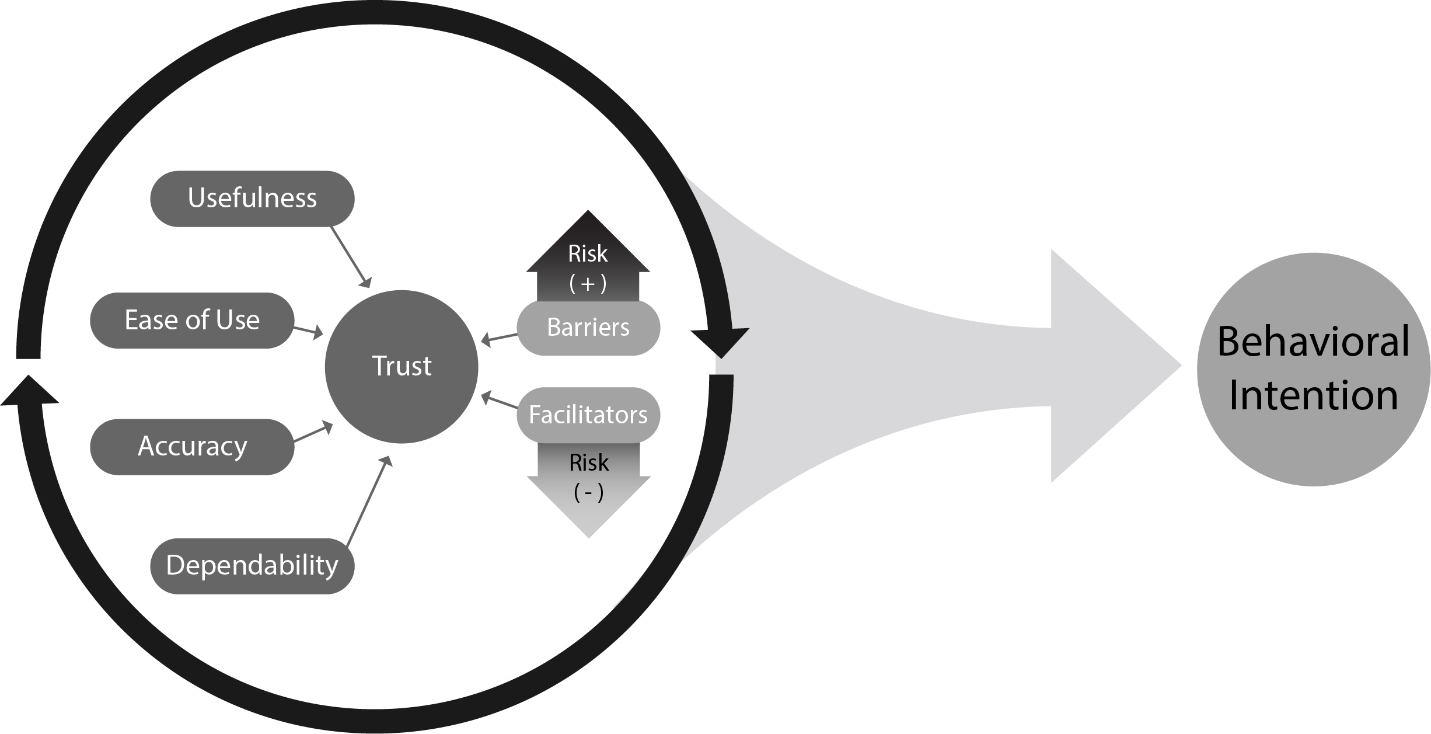 Usefulness
Ease of Use
Accuracy
Dependability
Trust
Risk
( + )
Barriers
Facilitators
Risk
( - )
Behavioral
Intention